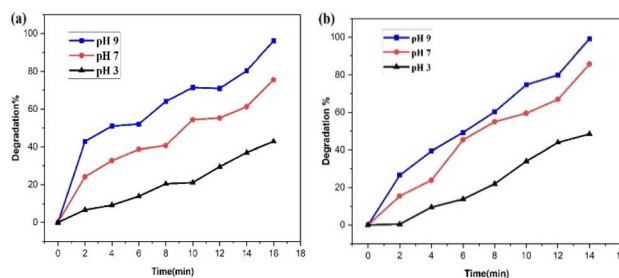 (a)
pH 9
pH 7
pH 3
Degradation%
100
80
60
40
20
0
0 2 4 6 8 10 12 14 16 18
Time(min)
(b)
pH 9
pH 7
pH 3
Degradation%
100
80
60
40
20
0
0 2 4 6 8 10 12 14 16
Time(min)